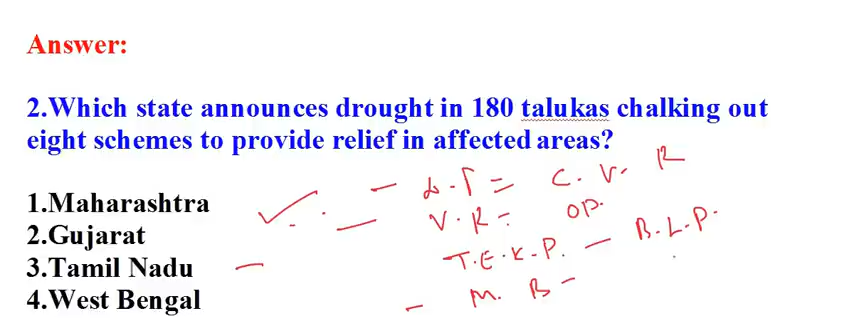 Answer:
2.Which state announces drought in 180 talukas chalking out
eight schemes to provide relief in affected areas?
1.Maharashtra
2.Gujarat
3.Tamil Nadu
4.West Bengal
= C. V. R
V. R = OP.
T.E.K.P. - B.L.P.
- M. B -